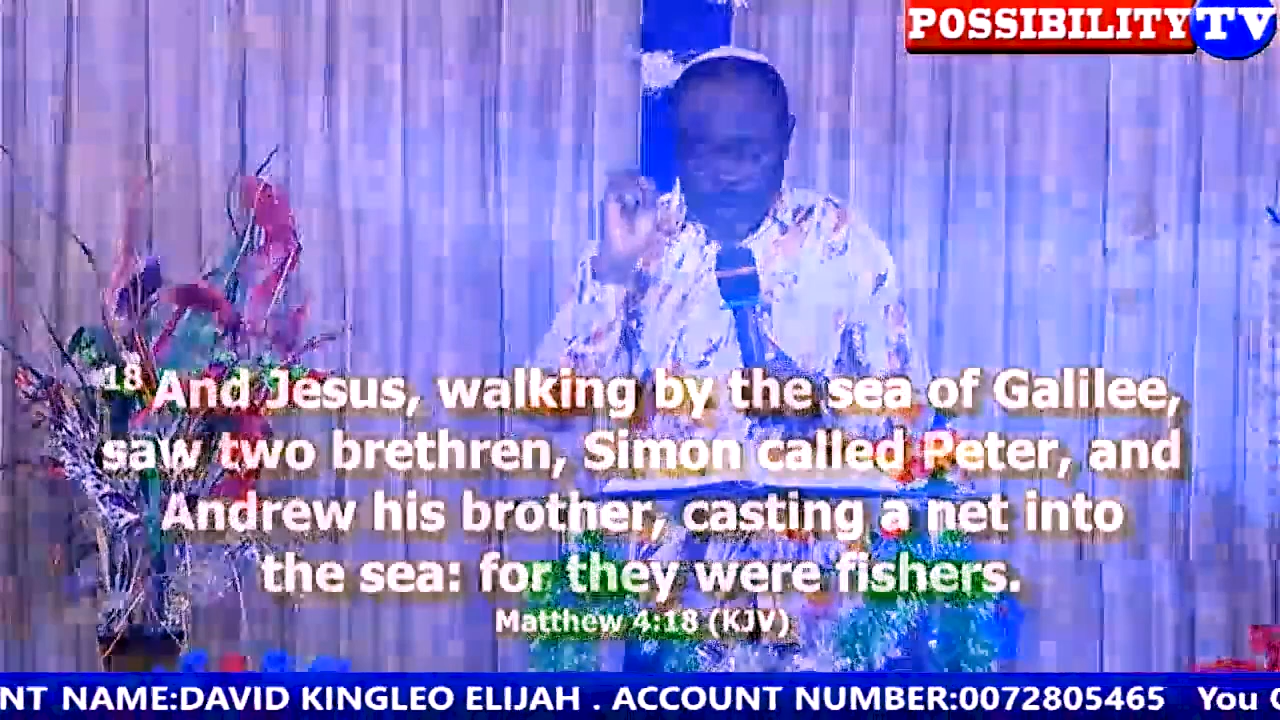 POSSIBILITY TV
18 And Jesus, walking by the sea of Galilee,
saw two brethren, Simon called Peter, and
Andrew his brother, casting a net into
the sea: for they were fishers.
Matthew 4:18 (KJV)
NT NAME:DAVID KINGLEO ELIJAH . ACCOUNT NUMBER:0072805465 You